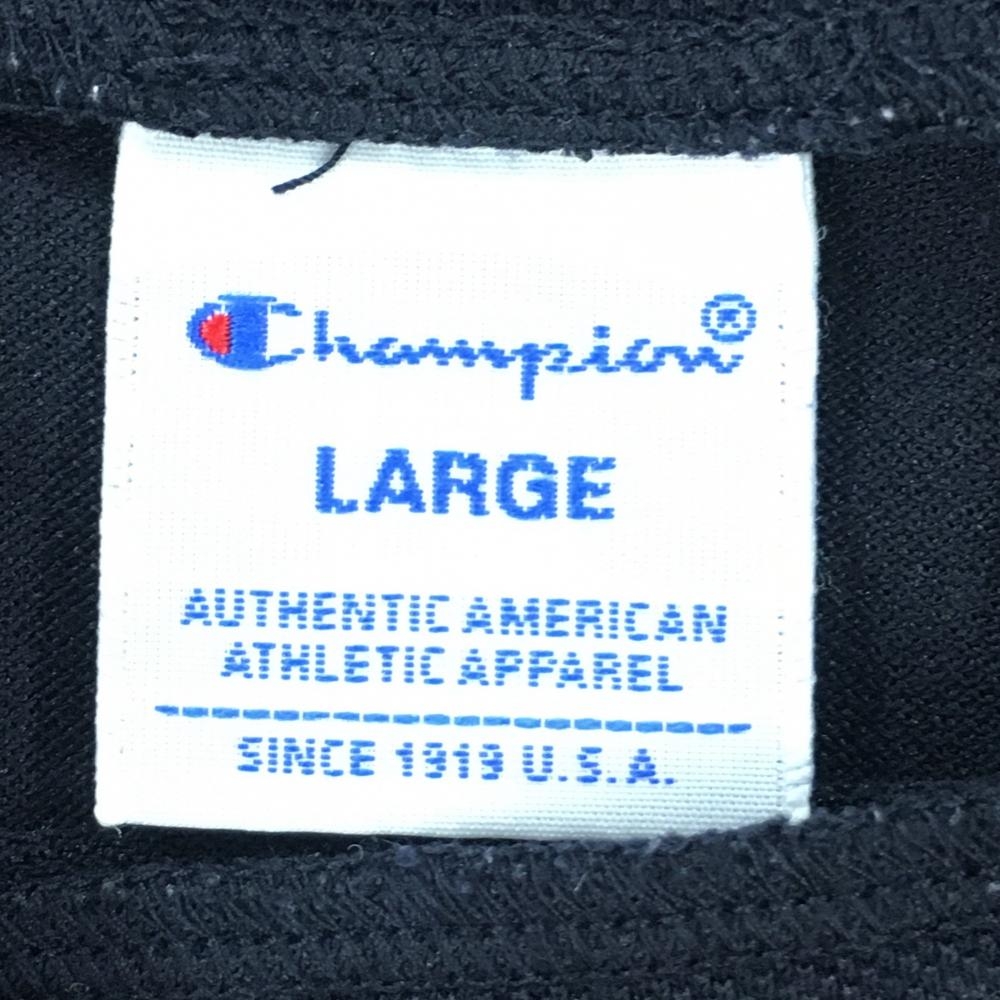 Champion®
LARGE
AUTHENTIC AMERICAN
ATHLETIC APPAREL
SINCE 1919 U.S.A.